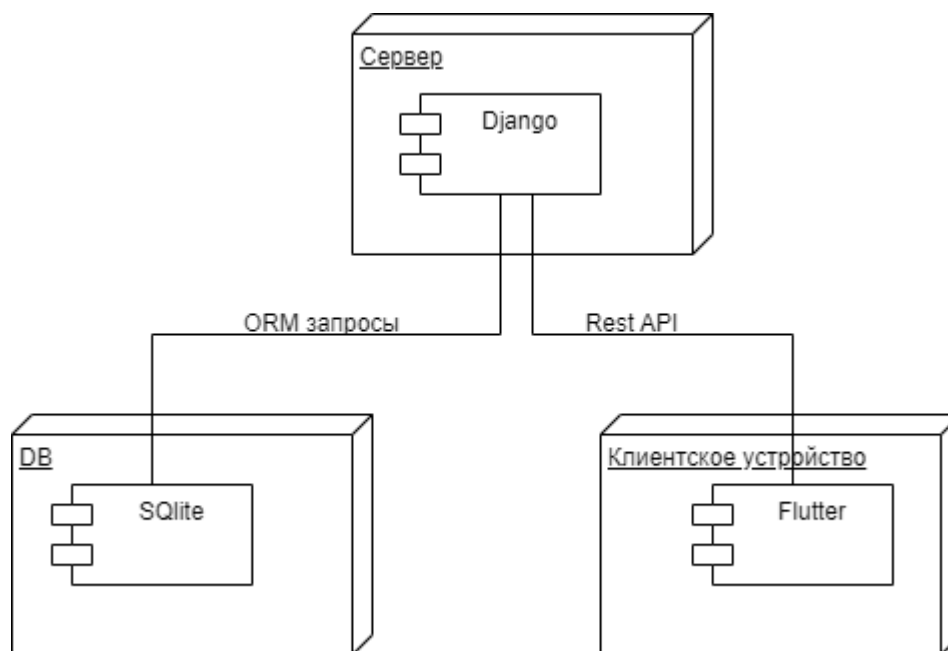 Сервер
Django
ORM запросы
Rest API
DB
SQlite
Клиентское устройство
Flutter